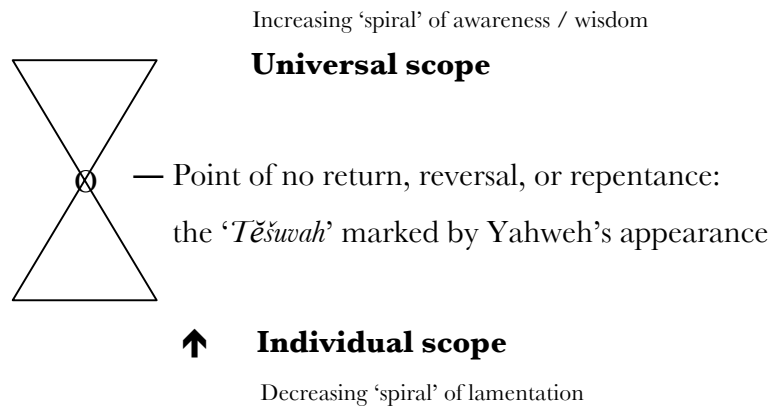 Increasing ‘spiral’ of awareness / wisdom
Universal scope
O — Point of no return, reversal, or repentance:
the ‘Tĕšuvah’ marked by Yahweh’s appearance
↑ Individual scope
Decreasing ‘spiral’ of lamentation